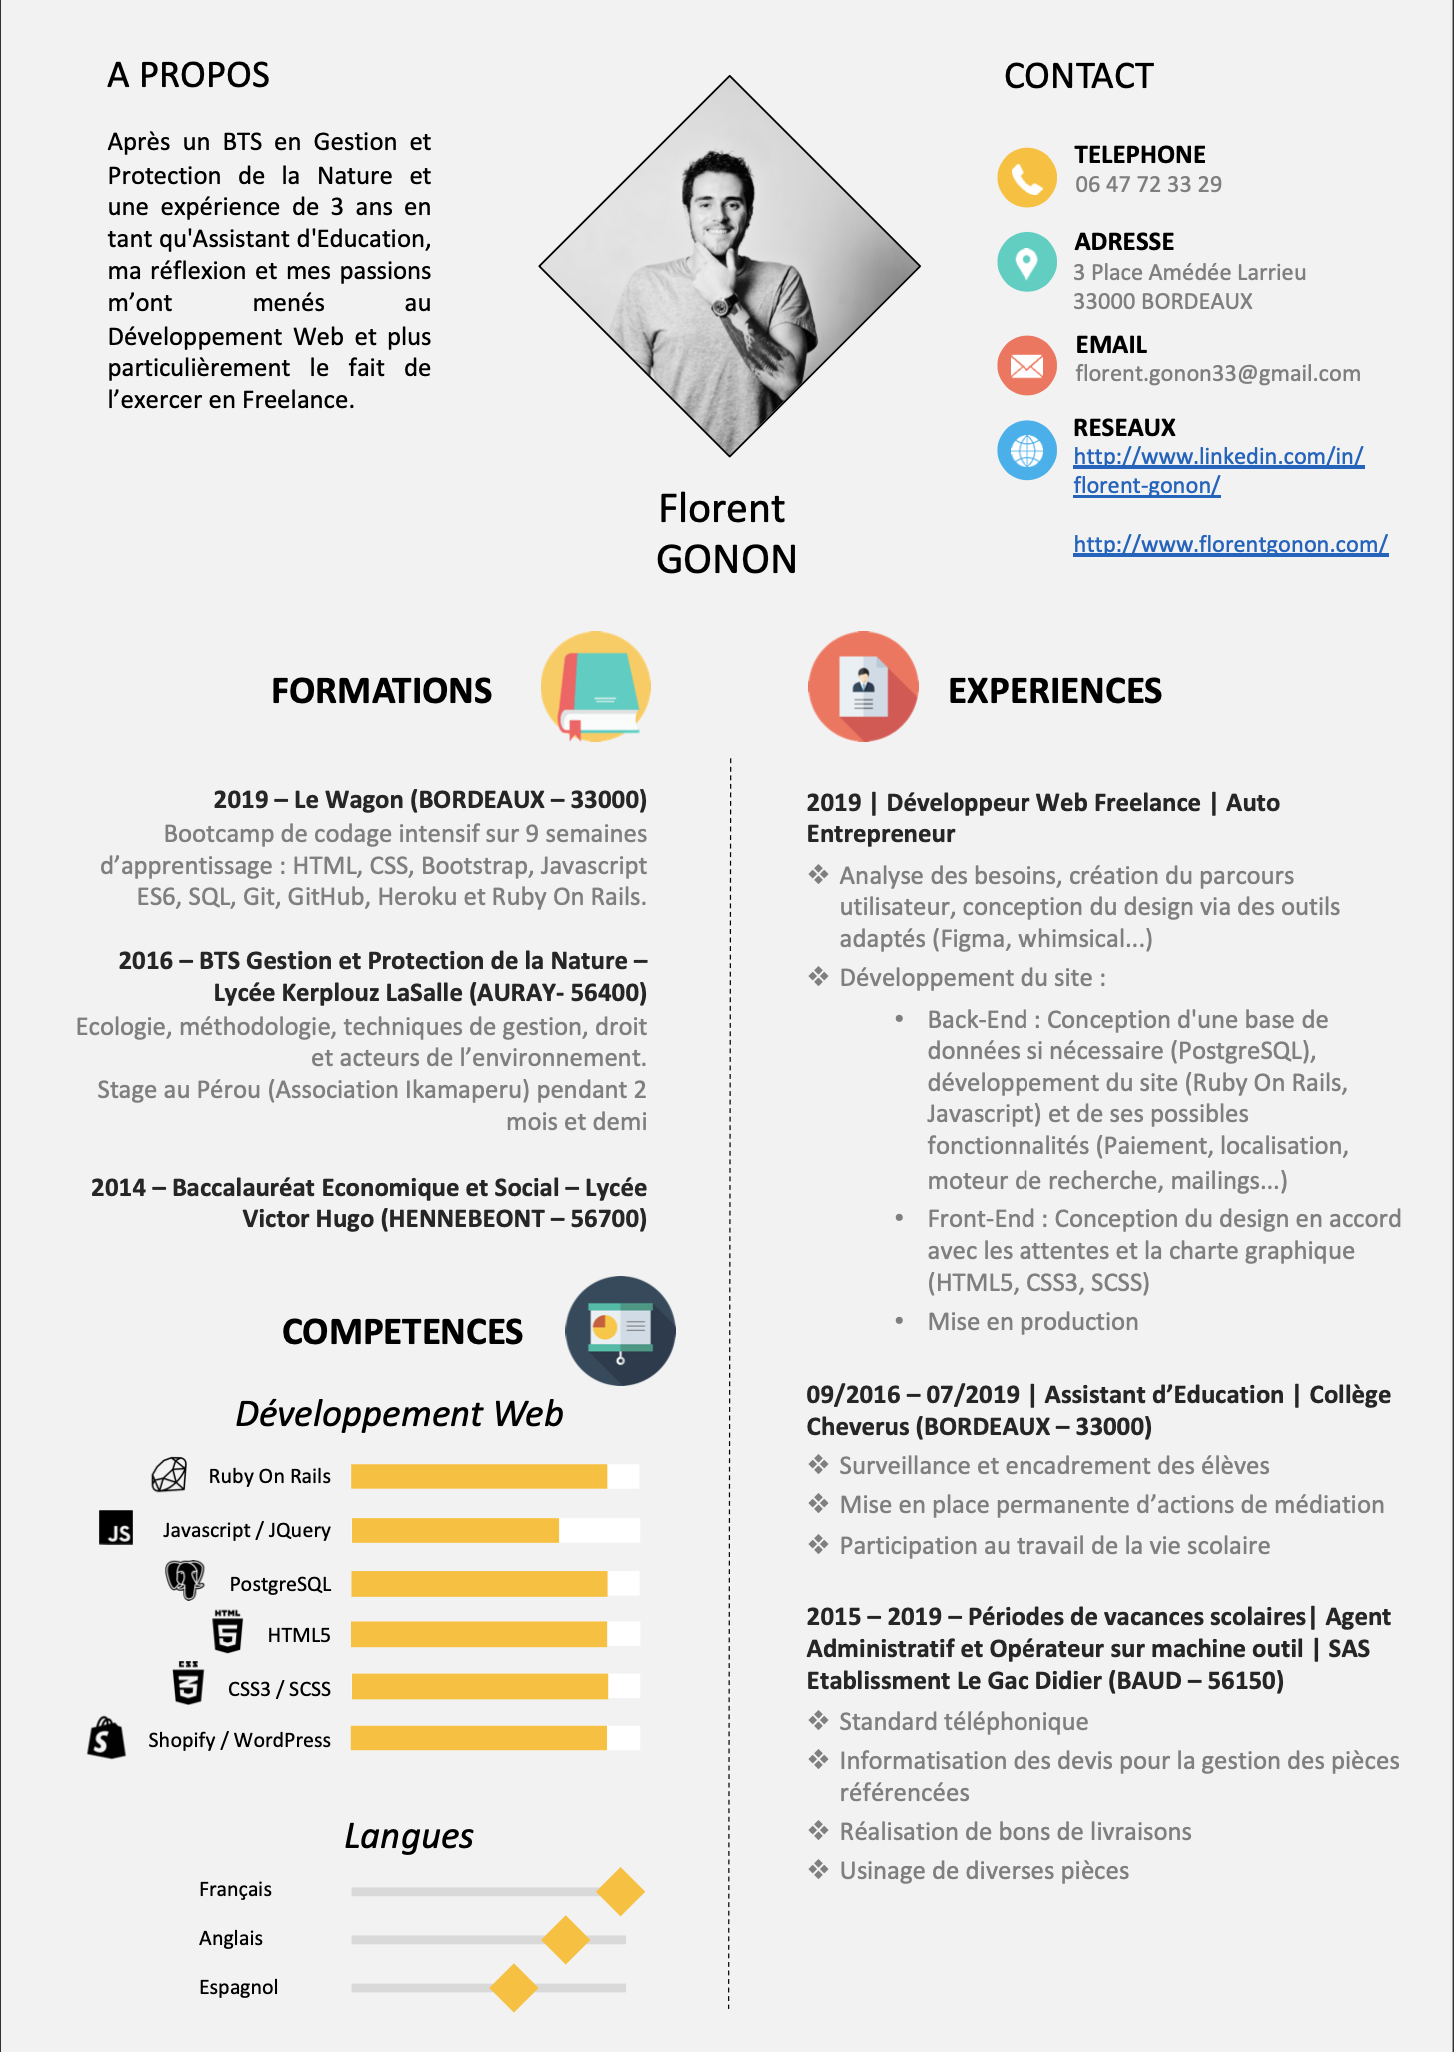 A PROPOS
Après un BTS en Gestion et
Protection de la Nature et
une expérience de 3 ans en
tant qu'Assistant d'Education,
ma réflexion et mes passions
m’ont menés au
Développement Web et plus
particulièrement le fait de
l’exercer en Freelance.
Florent
GONON
CONTACT
TELEPHONE
06 47 72 33 29
ADRESSE
3 Place Amédée Larrieu
33000 BORDEAUX
EMAIL
florent.gonon33@gmail.com
RESEAUX
http://www.linkedin.com/in/
florent-gonon/
http://www.florentgonon.com/
FORMATIONS
2019 – Le Wagon (BORDEAUX – 33000)
Bootcamp de codage intensif sur 9 semaines
d’apprentissage : HTML, CSS, Bootstrap, Javascript
ES6, SQL, Git, GitHub, Heroku et Ruby On Rails.
2016 – BTS Gestion et Protection de la Nature –
Lycée Kerplouz LaSalle (AURAY- 56400)
Ecologie, méthodologie, techniques de gestion, droit
et acteurs de l’environnement.
Stage au Pérou (Association Ikamaperu) pendant 2
mois et demi
2014 – Baccalauréat Economique et Social – Lycée
Victor Hugo (HENNEBEONT – 56700)
COMPETENCES
Développement Web
Ruby On Rails
JS Javascript / JQuery
PostgreSQL
HTML
5 HTML5
CSS
3 CSS3 / SCSS
S Shopify / WordPress
Langues
Français
Anglais
Espagnol
EXPERIENCES
2019 | Développeur Web Freelance | Auto
Entrepreneur
❖ Analyse des besoins, création du parcours
utilisateur, conception du design via des outils
adaptés (Figma, whimsical...)
❖ Développement du site :
• Back-End : Conception d'une base de
données si nécessaire (PostgreSQL),
développement du site (Ruby On Rails,
Javascript) et de ses possibles
fonctionnalités (Paiement, localisation,
moteur de recherche, mailings...)
• Front-End : Conception du design en accord
avec les attentes et la charte graphique
(HTML5, CSS3, SCSS)
• Mise en production
09/2016 – 07/2019 | Assistant d’Education | Collège
Cheverus (BORDEAUX – 33000)
❖ Surveillance et encadrement des élèves
❖ Mise en place permanente d’actions de médiation
❖ Participation au travail de la vie scolaire
2015 – 2019 – Périodes de vacances scolaires| Agent
Administratif et Opérateur sur machine outil | SAS
Etablissment Le Gac Didier (BAUD – 56150)
❖ Standard téléphonique
❖ Informatisation des devis pour la gestion des pièces
référencées
❖ Réalisation de bons de livraisons
❖ Usinage de diverses pièces